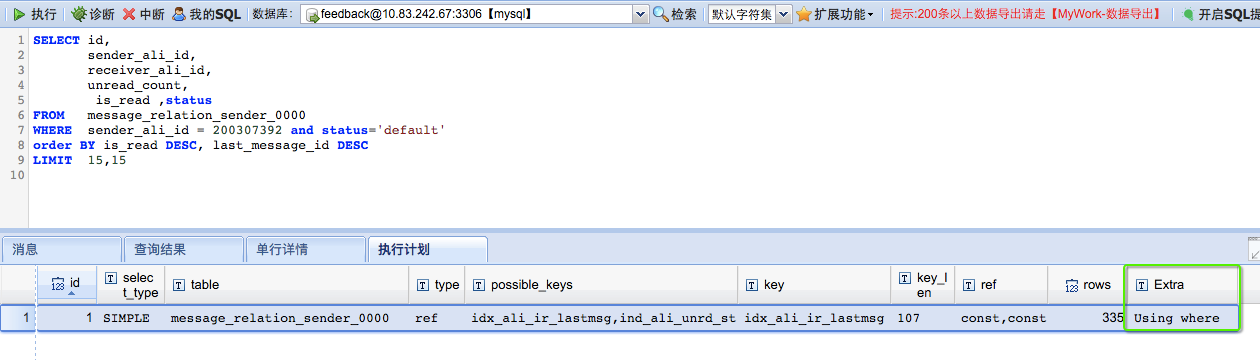 执行 诊断 中断 我的SQL 数据库: feedback@10.83.242.67:3306【mysql】 检索 默认字符集 扩展功能 提示:200条以上数据导出请走【MyWork-数据导出】 开启SQL提
1 SELECT id,
2 sender_ali_id,
3 receiver_ali_id,
4 unread_count,
5 is_read ,status
6 FROM message_relation_sender_0000
7 WHERE sender_ali_id = 200307392 and status='default'
8 order BY is_read DESC, last_message_id DESC
9 LIMIT 15,15
10
消息 查询结果 单行详情 执行计划
123 id T selec
t_type T table T type T possible_keys T key T key_l
en T ref 123 rows T Extra
1 1 SIMPLE message_relation_sender_0000 ref idx_ali_ir_lastmsg,ind_ali_unrd_st idx_ali_ir_lastmsg 107 const,const 335 Using where